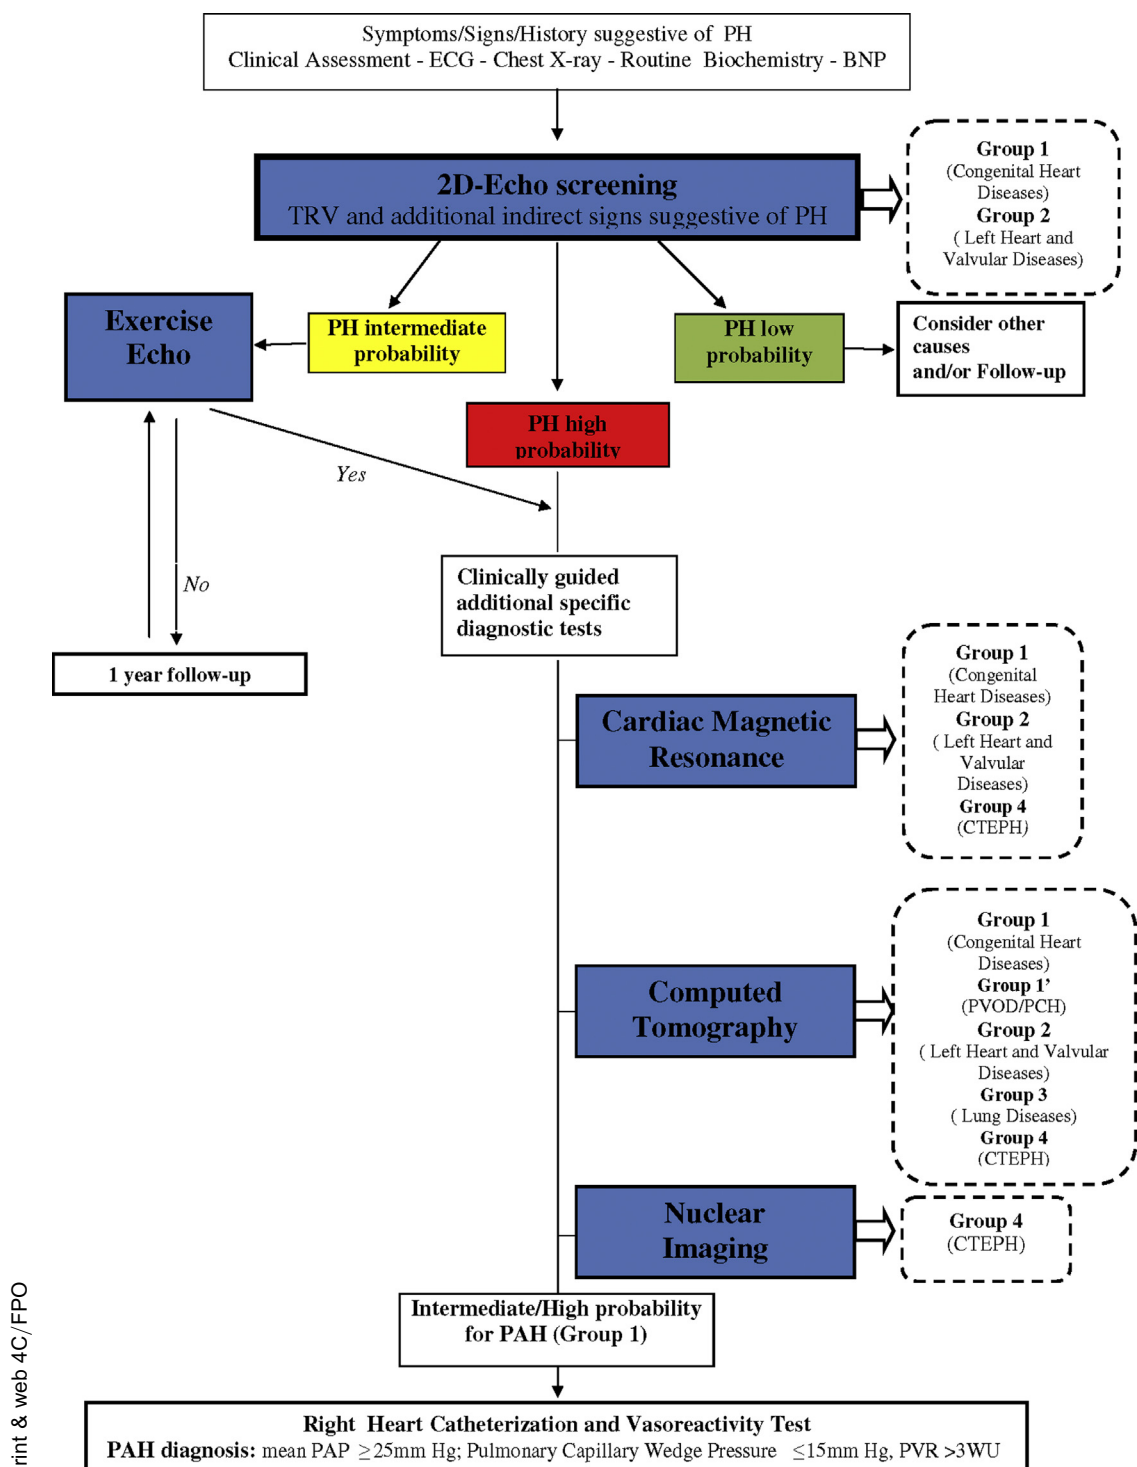 Symptoms/Signs/History suggestive of PH
Clinical Assessment - ECG - Chest X-ray - Routine Biochemistry - BNP
2D-Echo screening
TRV and additional indirect signs suggestive of PH
Group 1
(Congenital Heart
Diseases)
Group 2
( Left Heart and
Valvular Diseases)
Exercise
Echo
PH intermediate
probability
PH low
probability
Consider other
causes
and/or Follow-up
PH high
probability
Yes
No
Clinically guided
additional specific
diagnostic tests
1 year follow-up
Cardiac Magnetic
Resonance
Group 1
(Congenital
Heart Diseases)
Group 2
( Left Heart and
Valvular
Diseases)
Group 4
(CTEPH)
Computed
Tomography
Group 1
(Congenital Heart
Diseases)
Group 1’
(PVOD/PCH)
Group 2
( Left Heart and Valvular
Diseases)
Group 3
( Lung Diseases)
Group 4
(CTEPH)
Nuclear
Imaging
Group 4
(CTEPH)
Intermediate/High probability
for PAH (Group 1)
Right Heart Catheterization and Vasoreactivity Test
PAH diagnosis: mean PAP ≥25mm Hg; Pulmonary Capillary Wedge Pressure ≤15mm Hg, PVR >3WU
rint & web 4C/FPO